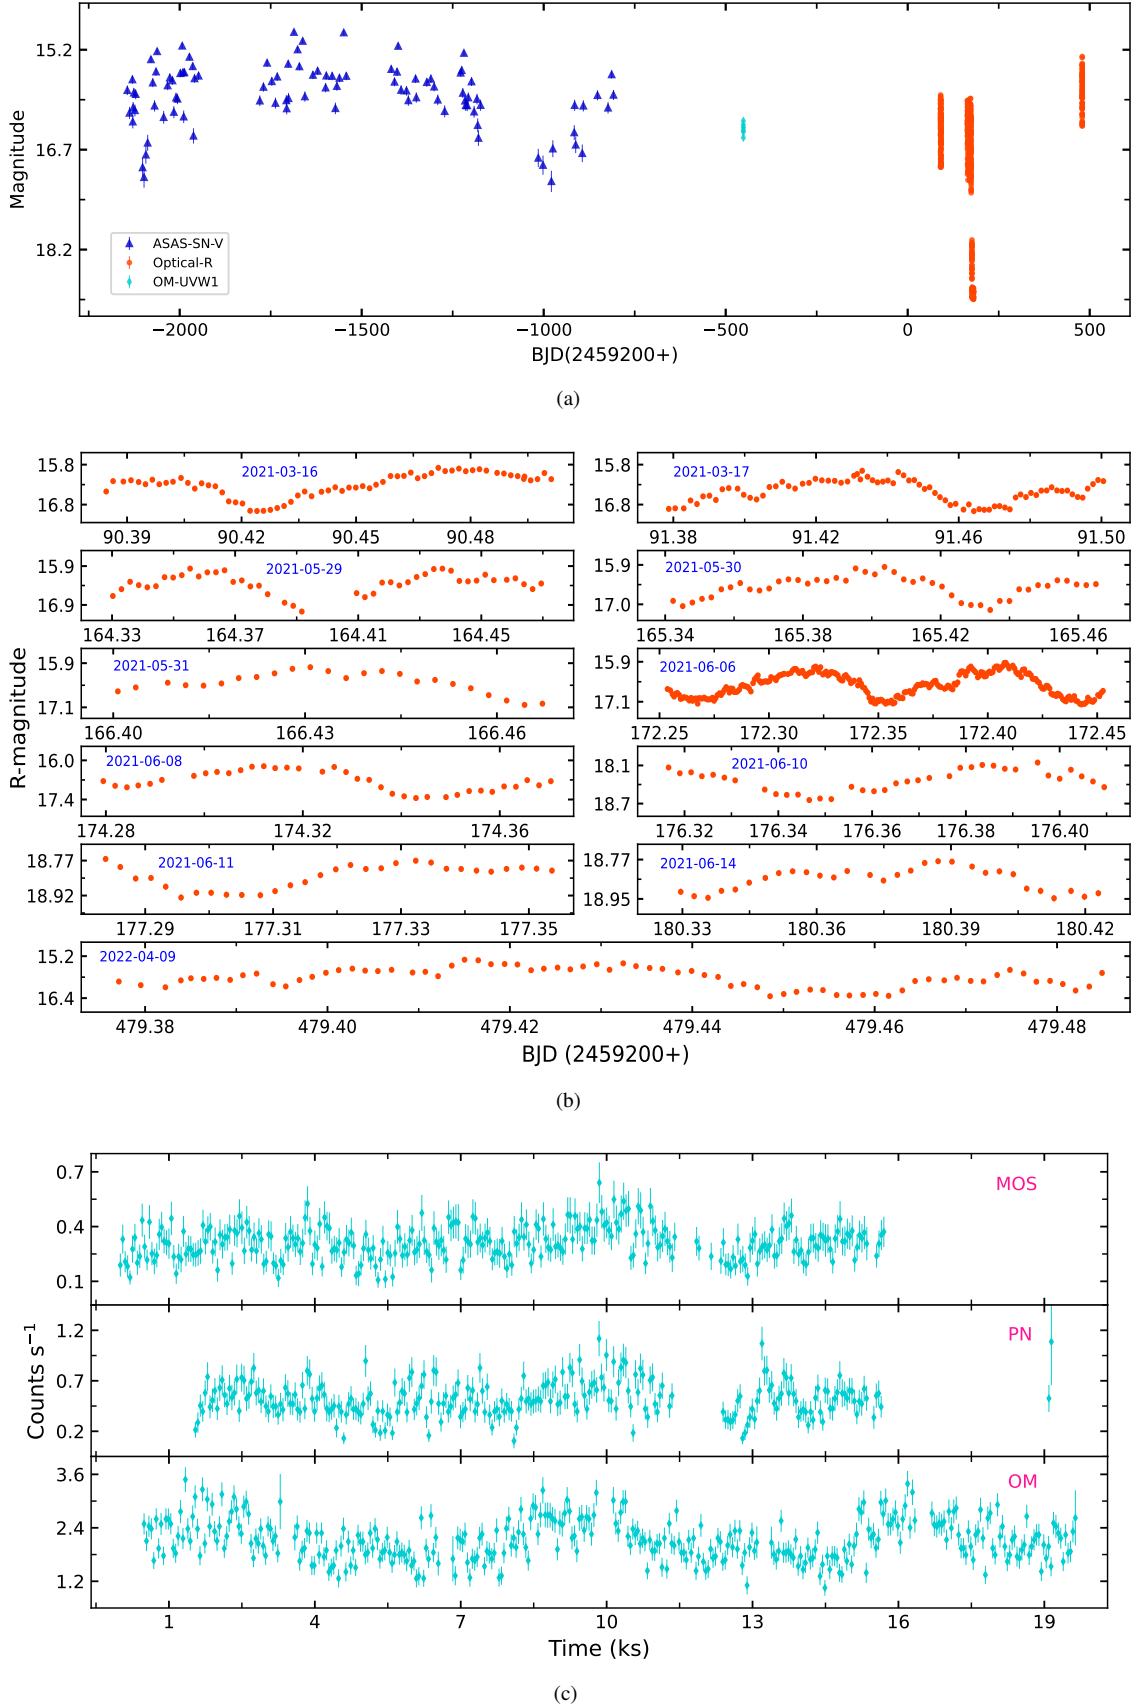 15.2
16.7
18.2
Magnitude
ASAS-SN-V
Optical-R
OM-UVW1
−2000 −1500 −1000 −500 0 500
BJD(2459200+)
(a)
15.8
16.8
2021-03-16
90.39 90.42 90.45 90.48
15.8
16.8
2021-03-17
91.38 91.42 91.46 91.50
15.9
16.9
2021-05-29
164.33 164.37 164.41 164.45
15.9
17.0
2021-05-30
165.34 165.38 165.42 165.46
15.9
17.1
2021-05-31
166.40 166.43 166.46
15.9
17.1
2021-06-06
172.25 172.30 172.35 172.40 172.45
R-magnitude
16.0
17.4
2021-06-08
174.28 174.32 174.36
18.1
18.7
2021-06-10
176.32 176.34 176.36 176.38 176.40
18.77
18.92
2021-06-11
177.29 177.31 177.33 177.35
18.77
18.95
2021-06-14
180.33 180.36 180.39 180.42
15.2
16.4
2022-04-09
479.38 479.40 479.42 479.44 479.46 479.48
BJD (2459200+)
(b)
0.7
0.4
0.1
MOS
1.2
0.7
0.2
PN
Counts s⁻¹
3.6
2.4
1.2
OM
1 4 7 10 13 16 19
Time (ks)
(c)